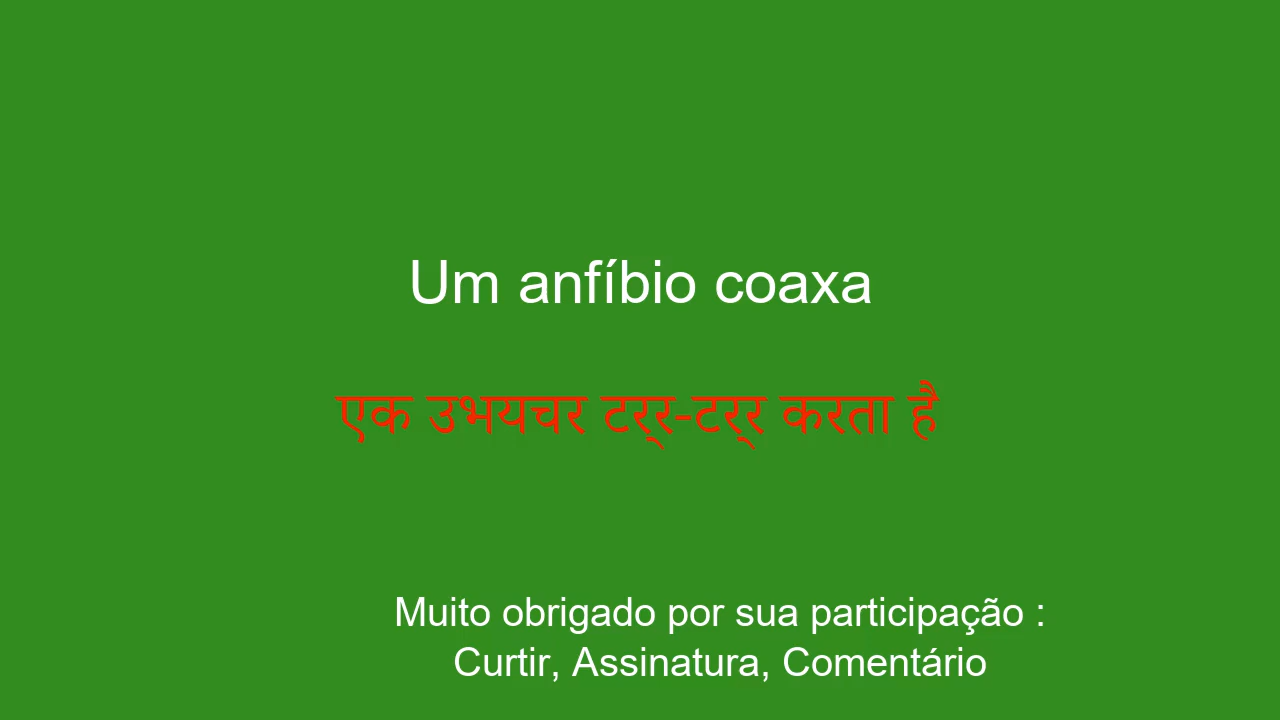 Um anfíbio coaxa
एक उभयचर टर्र-टर्र करता है
Muito obrigado por sua participação :
Curtir, Assinatura, Comentário